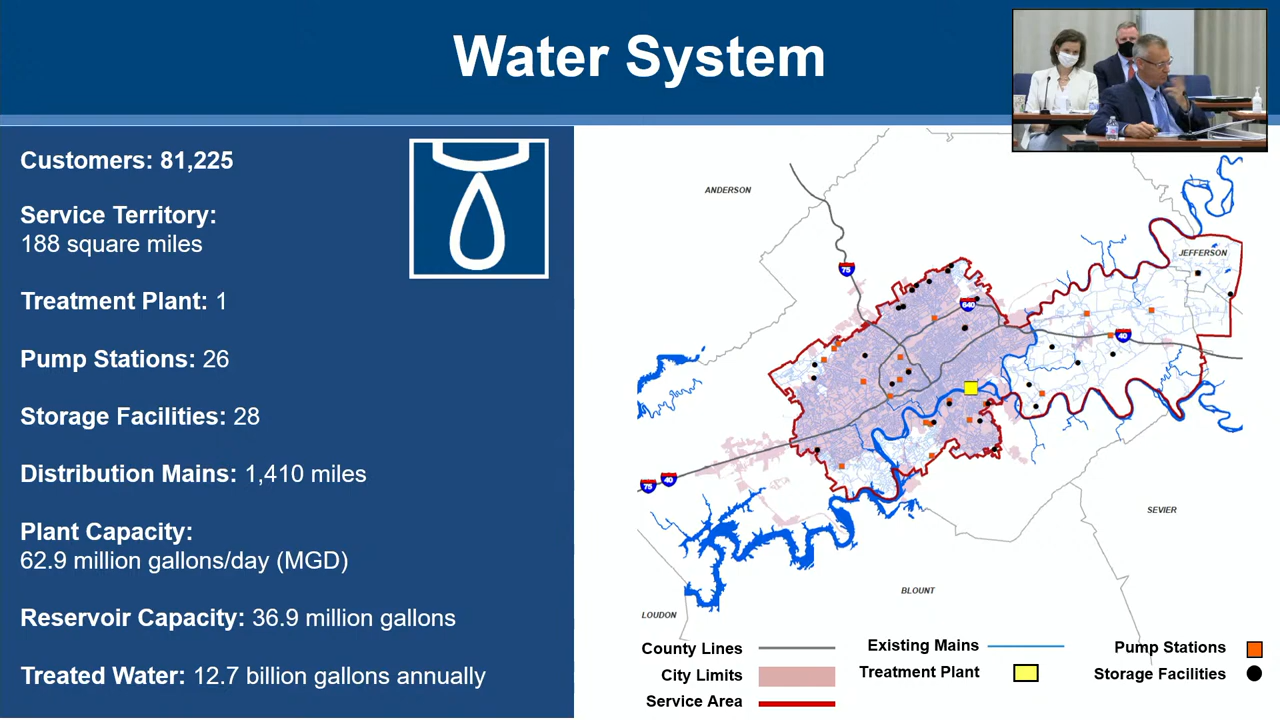 Water System
Customers: 81,225
Service Territory:
188 square miles
Treatment Plant: 1
Pump Stations: 26
Storage Facilities: 28
Distribution Mains: 1,410 miles
Plant Capacity:
62.9 million gallons/day (MGD)
Reservoir Capacity: 36.9 million gallons
Treated Water: 12.7 billion gallons annually
ANDERSON
JEFFERSON
75
640
40
75
40
SEVIER
BLOUNT
LOUDON
County Lines
City Limits
Service Area
Existing Mains
Treatment Plant
Pump Stations
Storage Facilities